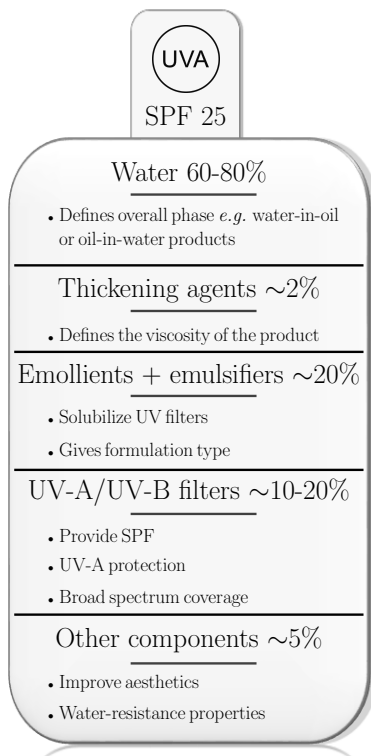 UVA
SPF 25
Water 60-80%
• Defines overall phase e.g. water-in-oil
or oil-in-water products
Thickening agents ~2%
• Defines the viscosity of the product
Emollients + emulsifiers ~20%
• Solubilize UV filters
• Gives formulation type
UV-A/UV-B filters ~10-20%
• Provide SPF
• UV-A protection
• Broad spectrum coverage
Other components ~5%
• Improve aesthetics
• Water-resistance properties